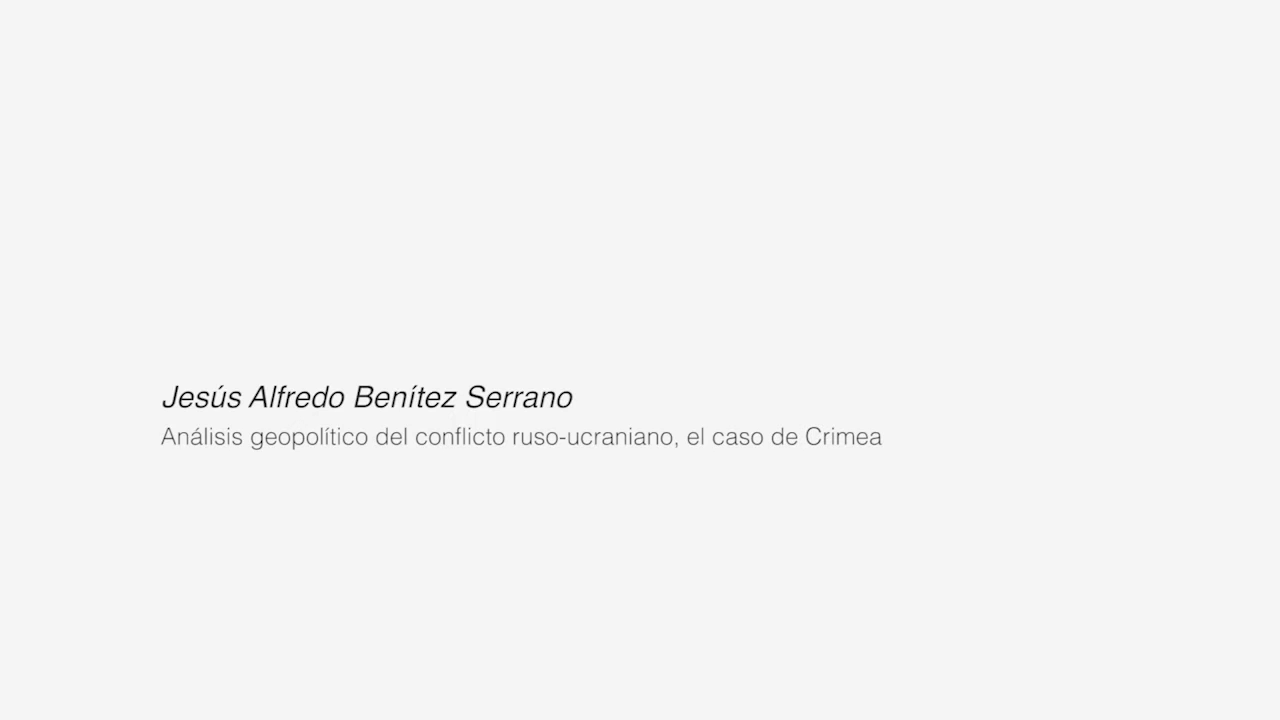 Jesús Alfredo Benítez Serrano
Análisis geopolítico del conflicto ruso-ucraniano, el caso de Crimea